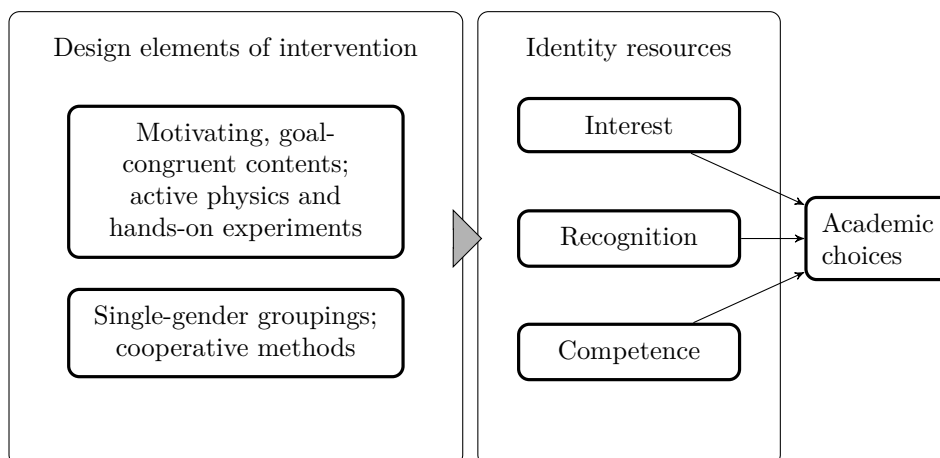 Design elements of intervention
Motivating, goal-
congruent contents;
active physics and
hands-on experiments
Single-gender groupings;
cooperative methods
Identity resources
Interest
Recognition
Competence
Academic
choices